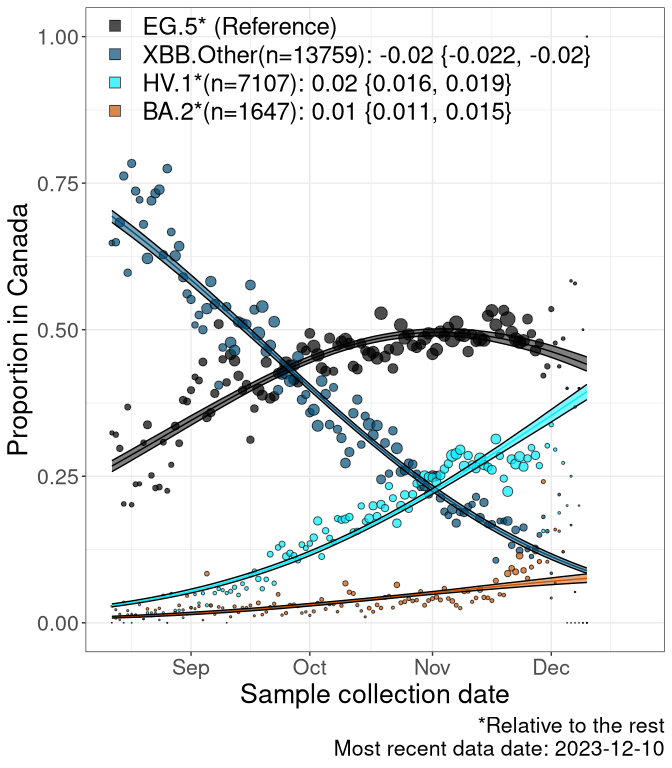 EG.5* (Reference)
XBB.Other(n=13759): -0.02 {-0.022, -0.02}
HV.1*(n=7107): 0.02 {0.016, 0.019}
BA.2*(n=1647): 0.01 {0.011, 0.015}
1.00
0.75
0.50
0.25
0.00
Proportion in Canada
Sep Oct Nov Dec
Sample collection date
*Relative to the rest
Most recent data date: 2023-12-10